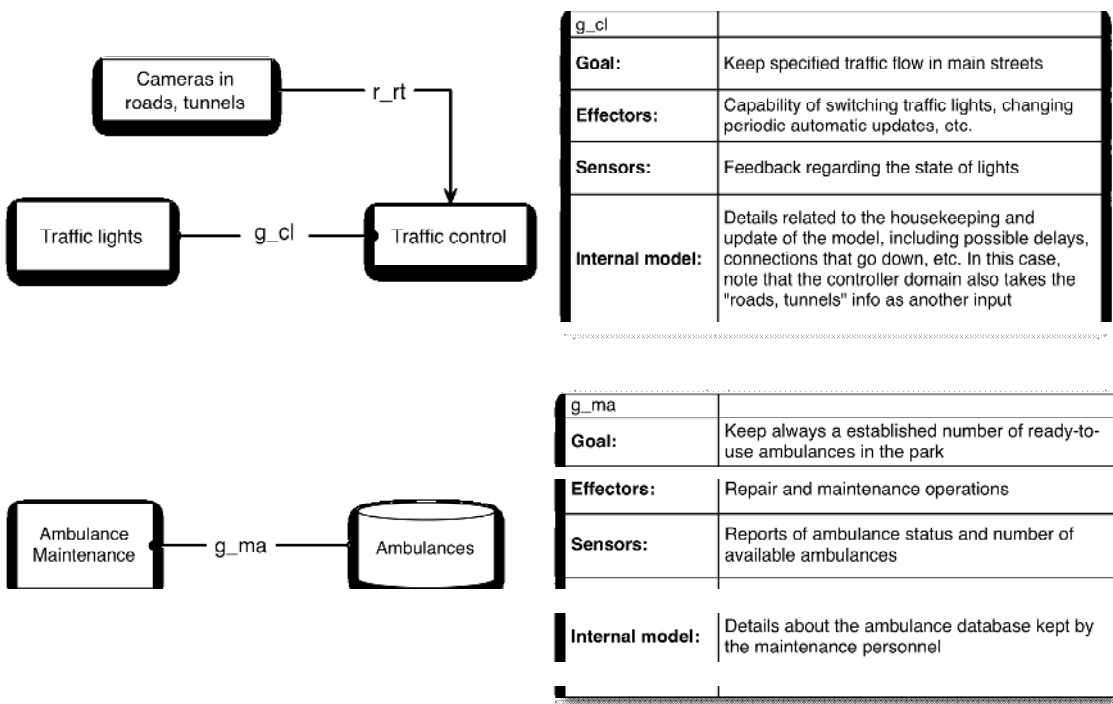 Cameras in
roads, tunnels
r_rt
Traffic lights
g_cl
Traffic control
g_cl
Goal:
Keep specified traffic flow in main streets
Effectors:
Capability of switching traffic lights, changing
periodic automatic updates, etc.
Sensors:
Feedback regarding the state of lights
Internal model:
Details related to the housekeeping and
update of the model, including possible delays,
connections that go down, etc. In this case,
note that the controller domain also takes the
"roads, tunnels" info as another input
Ambulance
Maintenance
g_ma
Ambulances
g_ma
Goal:
Keep always a established number of ready-to-
use ambulances in the park
Effectors:
Repair and maintenance operations
Sensors:
Reports of ambulance status and number of
available ambulances
Internal model:
Details about the ambulance database kept by
the maintenance personnel